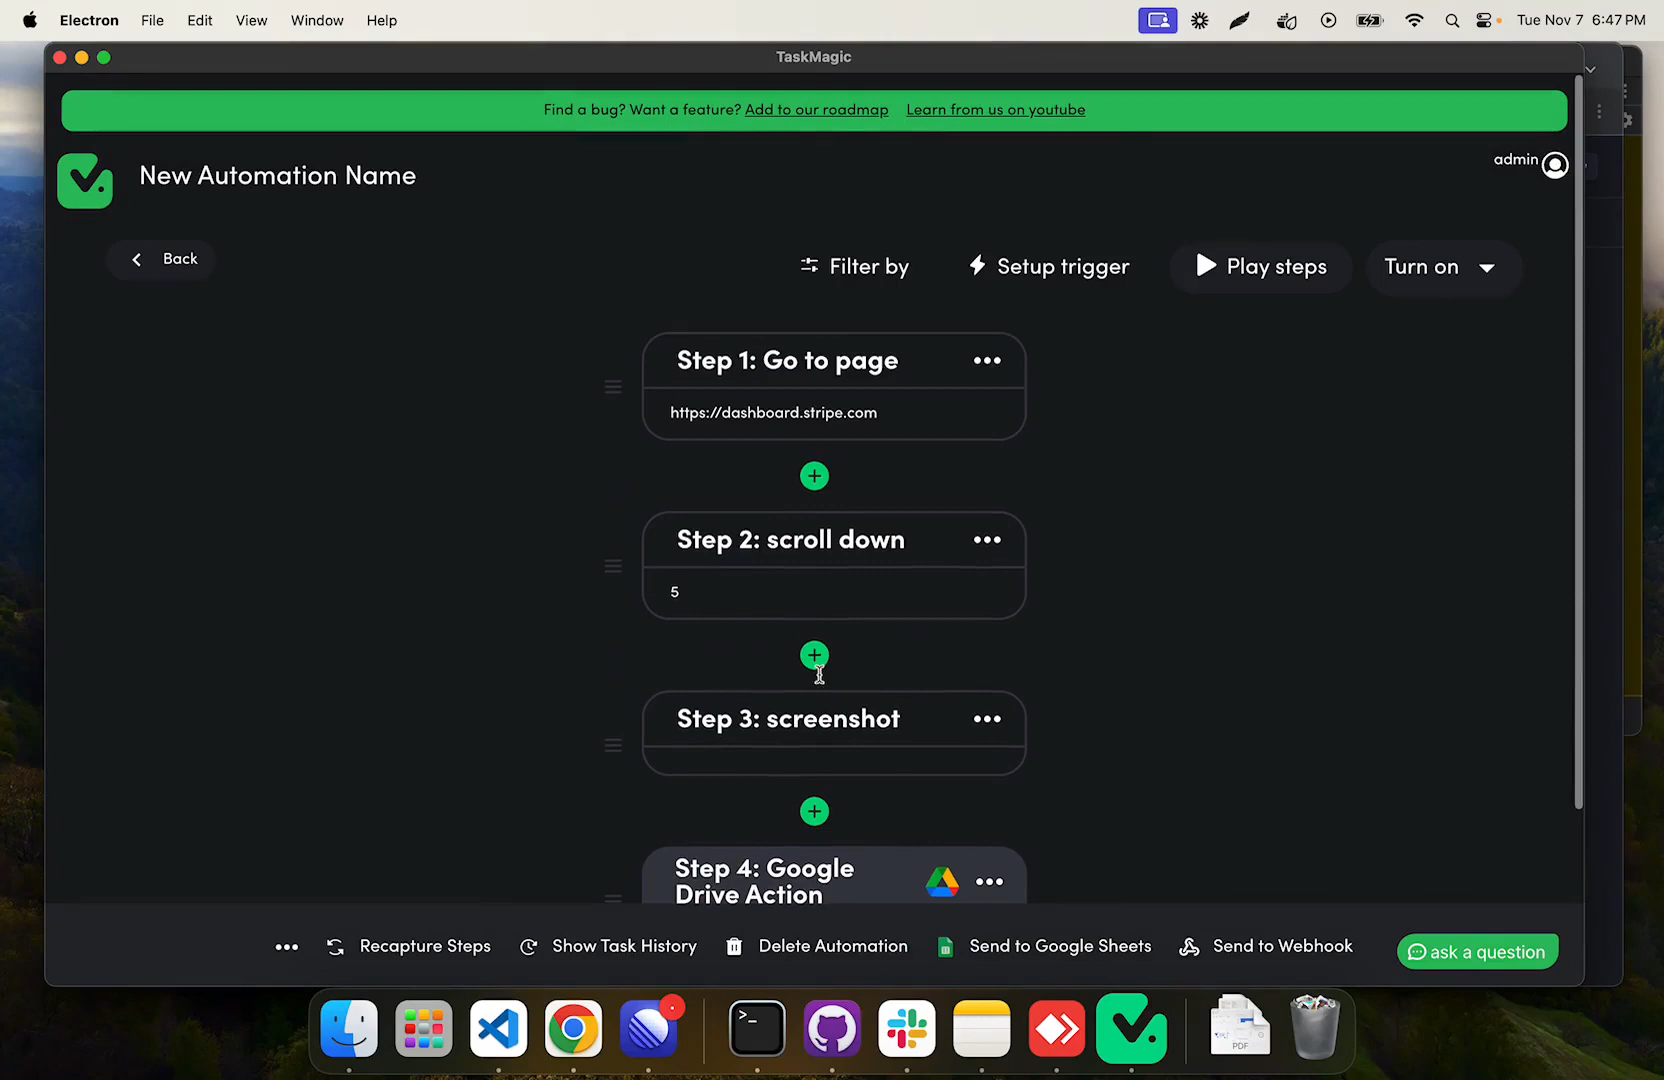 Electron File Edit View Window Help Tue Nov 7 6:47 PM
TaskMagic
Find a bug? Want a feature? Add to our roadmap Learn from us on youtube
New Automation Name
admin
Back
Filter by
Setup trigger
Play steps
Turn on
Step 1: Go to page
https://dashboard.stripe.com
Step 2: scroll down
5
Step 3: screenshot
Step 4: Google
Drive Action
Recapture Steps
Show Task History
Delete Automation
Send to Google Sheets
Send to Webhook
ask a question
PDF